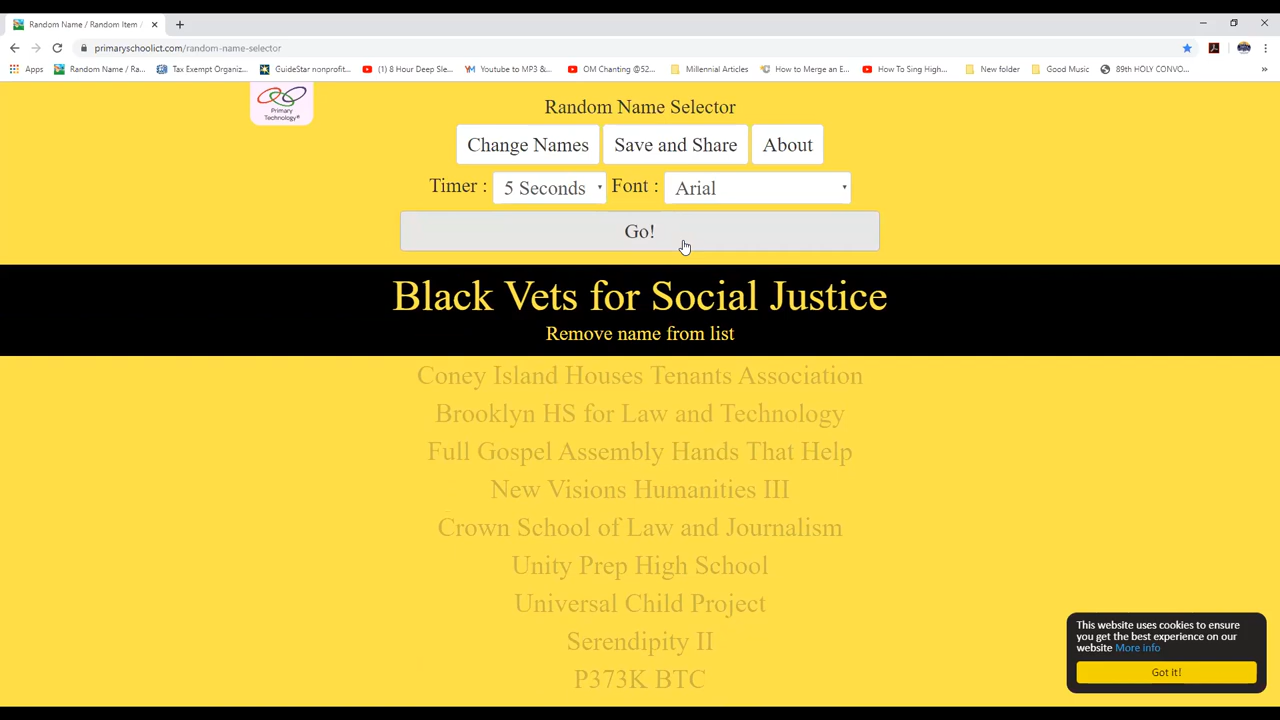 Random Name / Random Item /
primaryschoolict.com/random-name-selector
Apps
Random Name / Ra...
Tax Exempt Organiz...
GuideStar nonprofit...
(1) 8 Hour Deep Sle...
Youtube to MP3 &...
OM Chanting @52...
Millennial Articles
How to Merge an E...
How To Sing High...
New folder
Good Music
89th HOLY CONVO...
»
Primary
Technology®
Random Name Selector
Change Names
Save and Share
About
Timer :
5 Seconds
Font :
Arial
Go!
Black Vets for Social Justice
Remove name from list
Coney Island Houses Tenants Association
Brooklyn HS for Law and Technology
Full Gospel Assembly Hands That Help
New Visions Humanities III
Crown School of Law and Journalism
Unity Prep High School
Universal Child Project
Serendipity II
P373K BTC
This website uses cookies to ensure
you get the best experience on our
website More info
Got it!